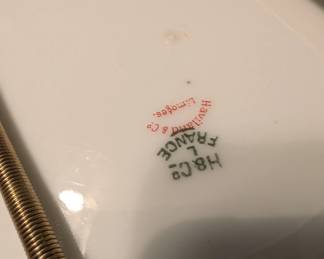 Haviland & Co
Limoges.
H&Co
L
FRANCE